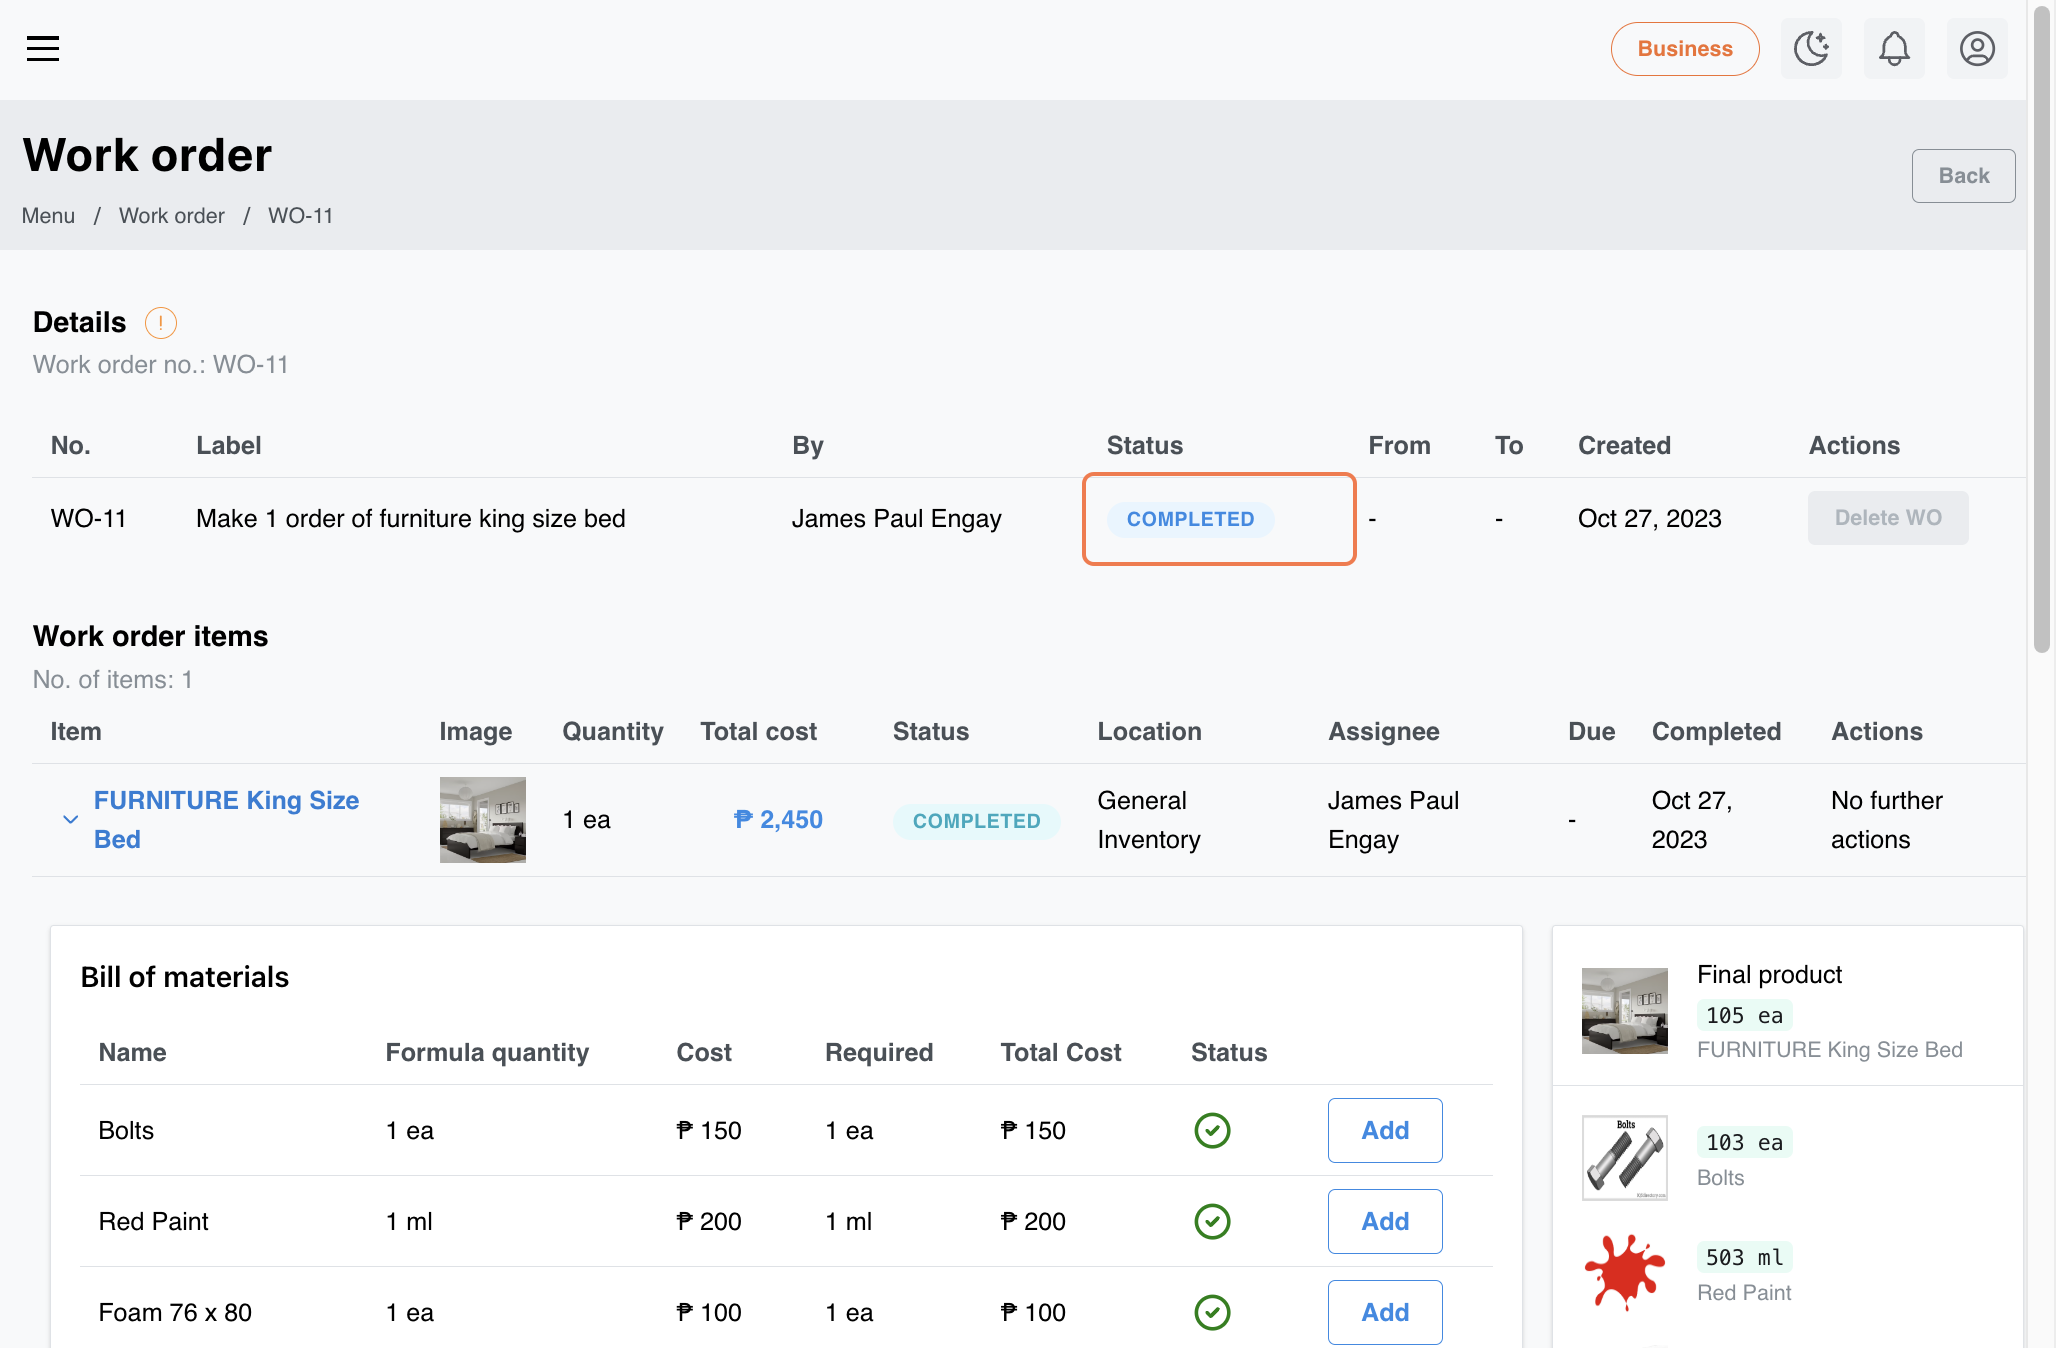 Business
Work order
Back
Menu / Work order / WO-11
Details
Work order no.: WO-11
No. Label By Status From To Created Actions
WO-11 Make 1 order of furniture king size bed James Paul Engay COMPLETED - - Oct 27, 2023 Delete WO
Work order items
No. of items: 1
Item Image Quantity Total cost Status Location Assignee Due Completed Actions
FURNITURE King Size Bed 1 ea ₱ 2,450 COMPLETED General Inventory James Paul Engay - Oct 27, 2023 No further actions
Bill of materials
Name Formula quantity Cost Required Total Cost Status
Bolts 1 ea ₱ 150 1 ea ₱ 150 Add
Red Paint 1 ml ₱ 200 1 ml ₱ 200 Add
Foam 76 x 80 1 ea ₱ 100 1 ea ₱ 100 Add
Final product
105 ea
FURNITURE King Size Bed
Bolts
103 ea
Bolts
503 ml
Red Paint